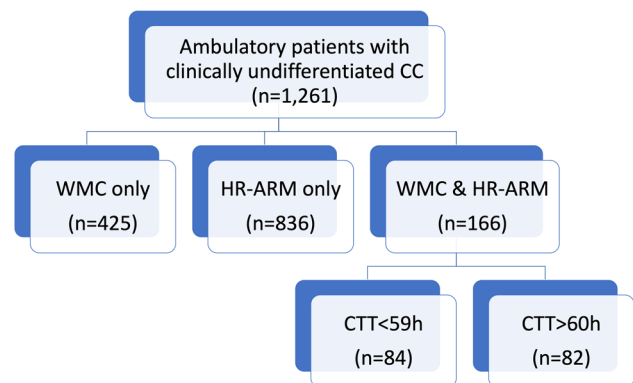 Ambulatory patients with
clinically undifferentiated CC
(n=1,261)
WMC only
(n=425)
HR-ARM only
(n=836)
WMC & HR-ARM
(n=166)
CTT<59h
(n=84)
CTT>60h
(n=82)